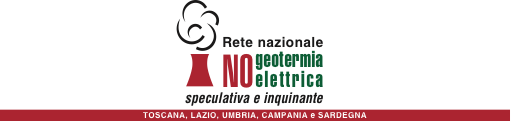 Rete nazionale
NO geotermia
elettrica
speculativa e inquinante
TOSCANA, LAZIO, UMBRIA, CAMPANIA e SARDEGNA